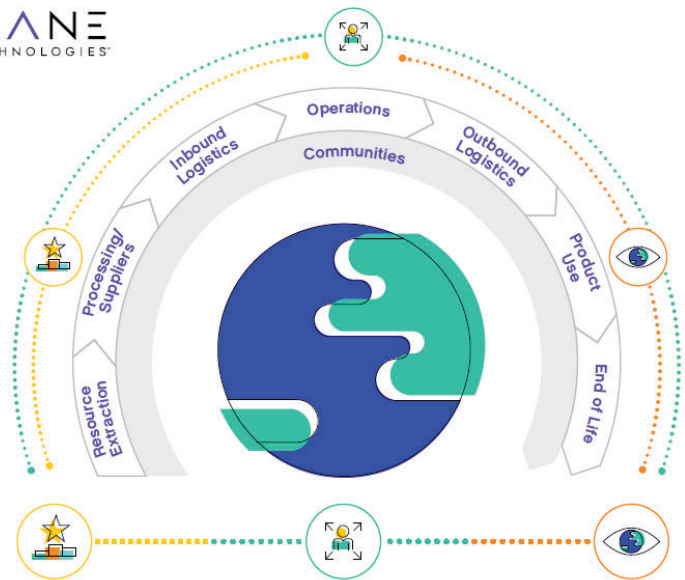 ANE
HNOLOGIES
Operations
Inbound
Logistics
Outbound
Logistics
Communities
Processing/
Suppliers
Product
Use
Resource
Extraction
End of Life